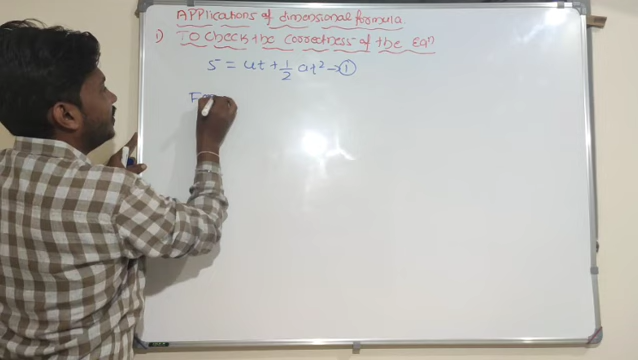 Applications of dimensional formula.
1) To check the correctness of the Eqn
s = ut + 1/2 at² → ①